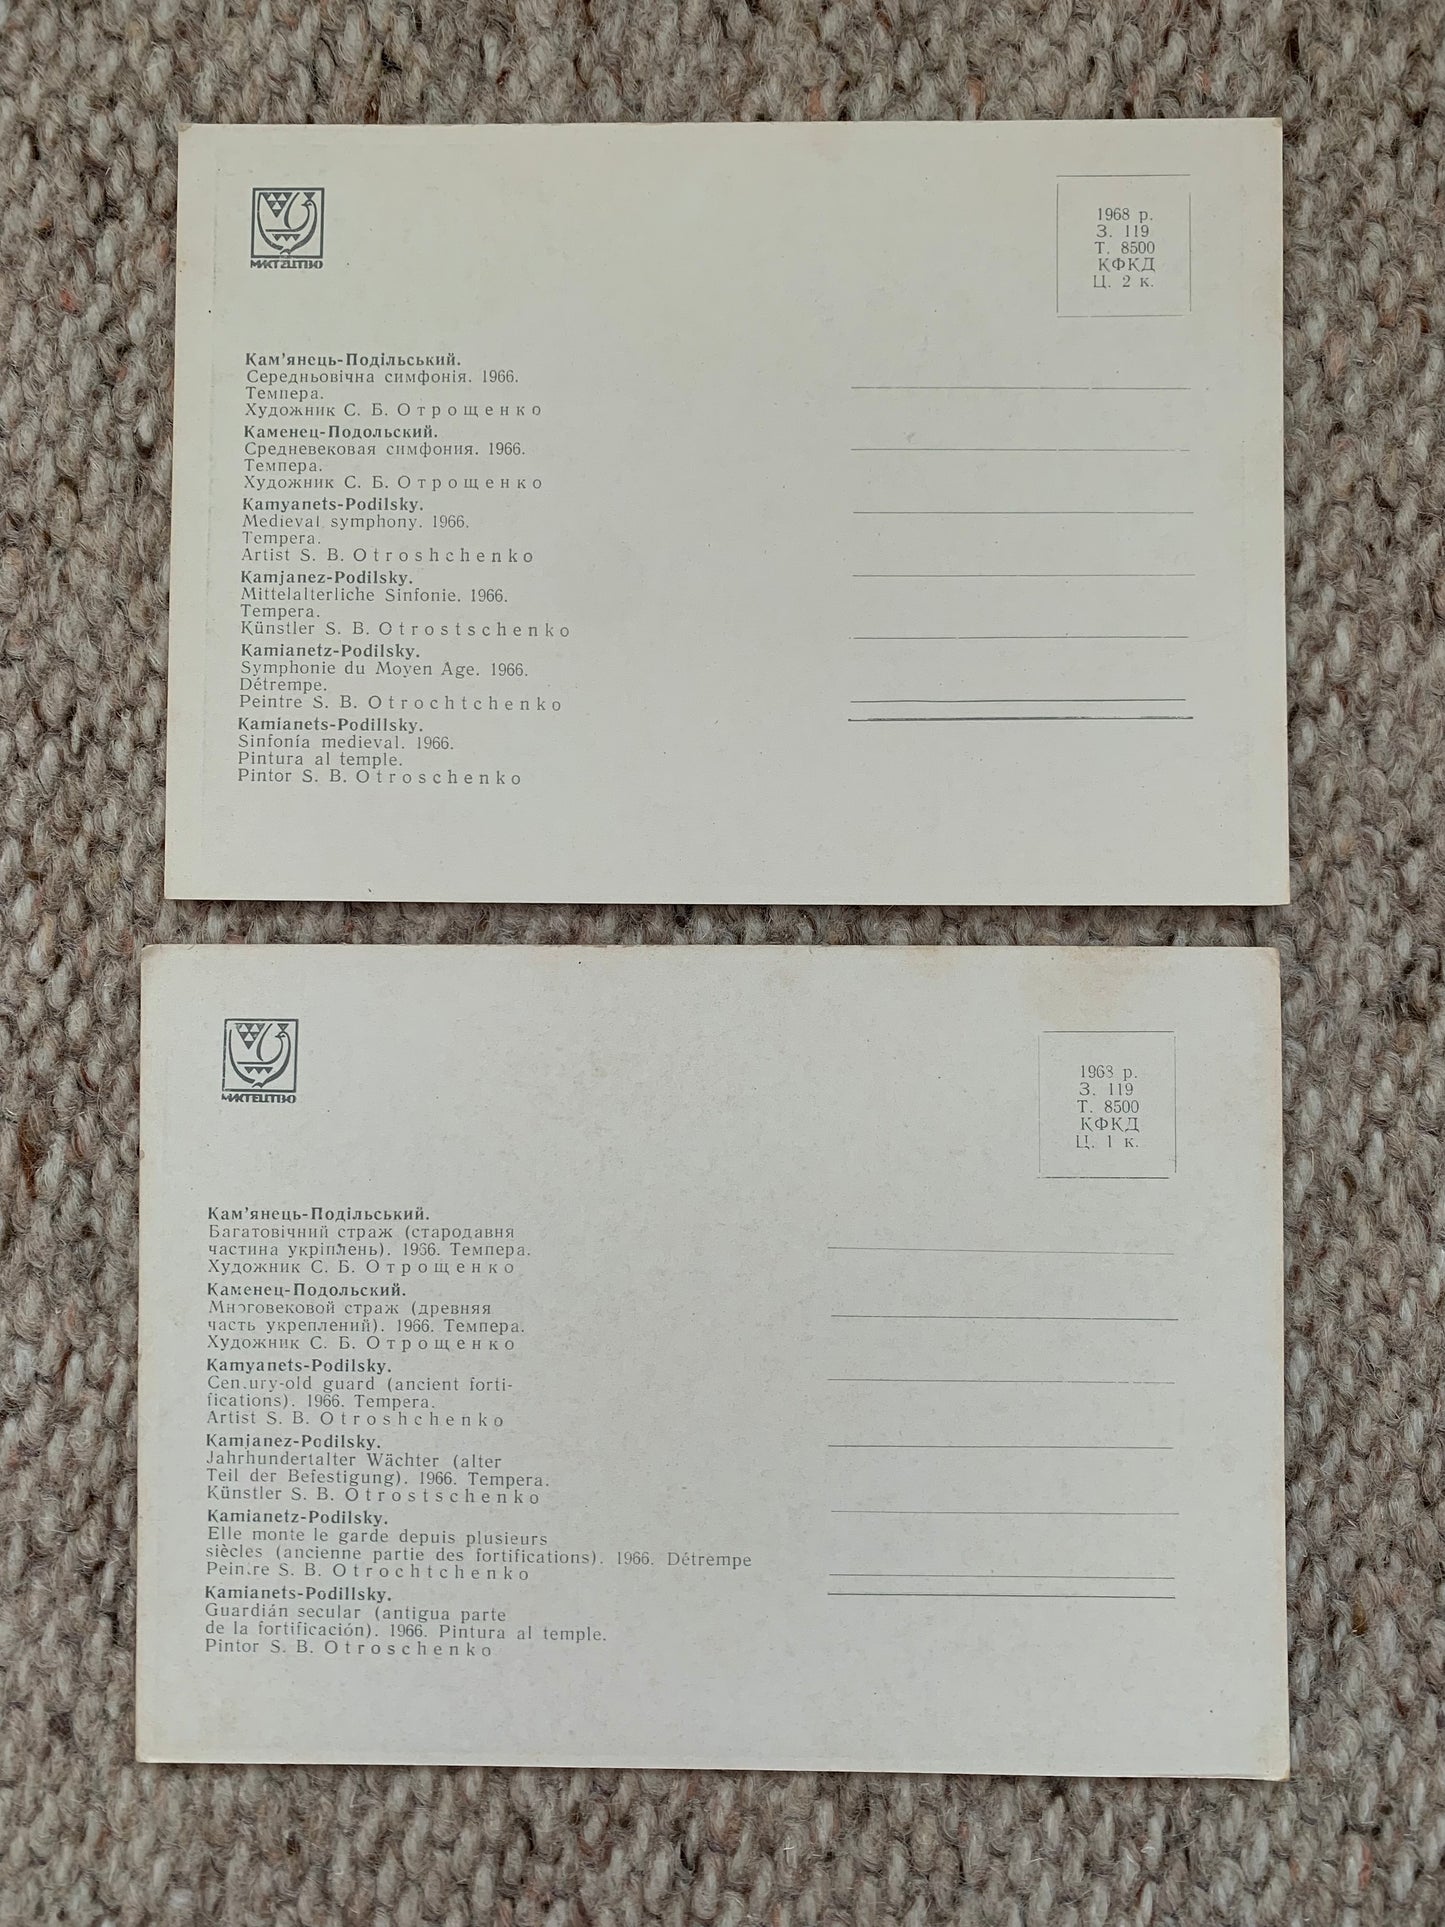 МИСТЕЦТВО
1968 р.
З. 119
Т. 8500
КФКД
Ц. 2 к.
Кам’янець-Подільський.
Середньовічна симфонія. 1966.
Темпера.
Художник С. Б. Отрощенко
Каменец-Подольский.
Средневековая симфония. 1966.
Темпера.
Художник С. Б. Отрощенко
Kamyanets-Podilsky.
Medieval symphony. 1966.
Tempera.
Artist S. B. Otroshchenko
Kamjanez-Podilsky.
Mittelalterliche Sinfonie. 1966.
Tempera.
Künstler S. B. Otrostschenko
Kamianetz-Podilsky.
Symphonie du Moyen Age. 1966.
Détrempe.
Peintre S. B. Otrochtchenko
Kamianets-Podillsky.
Sinfonía medieval. 1966.
Pintura al temple.
Pintor S. B. Otroschenko
МИСТЕЦТВО
1968 р.
З. 119
Т. 8500
КФКД
Ц. 1 к.
Кам’янець-Подільський.
Багатовічний страж (стародавня
частина укріплень). 1966. Темпера.
Художник С. Б. Отрощенко
Каменец-Подольский.
Многовековой страж (древняя
часть укреплений). 1966. Темпера.
Художник С. Б. Отрощенко
Kamyanets-Podilsky.
Century-old guard (ancient forti-
fications). 1966. Tempera.
Artist S. B. Otroshchenko
Kamjanez-Podilsky.
Jahrhundertalter Wächter (alter
Teil der Befestigung). 1966. Tempera.
Künstler S. B. Otrostschenko
Kamianetz-Podilsky.
Elle monte le garde depuis plusieurs
siècles (ancienne partie des fortifications). 1966. Détrempe
Peintre S. B. Otrochtchenko
Kamianets-Podillsky.
Guardián secular (antigua parte
de la fortificación). 1966. Pintura al temple.
Pintor S. B. Otroschenko